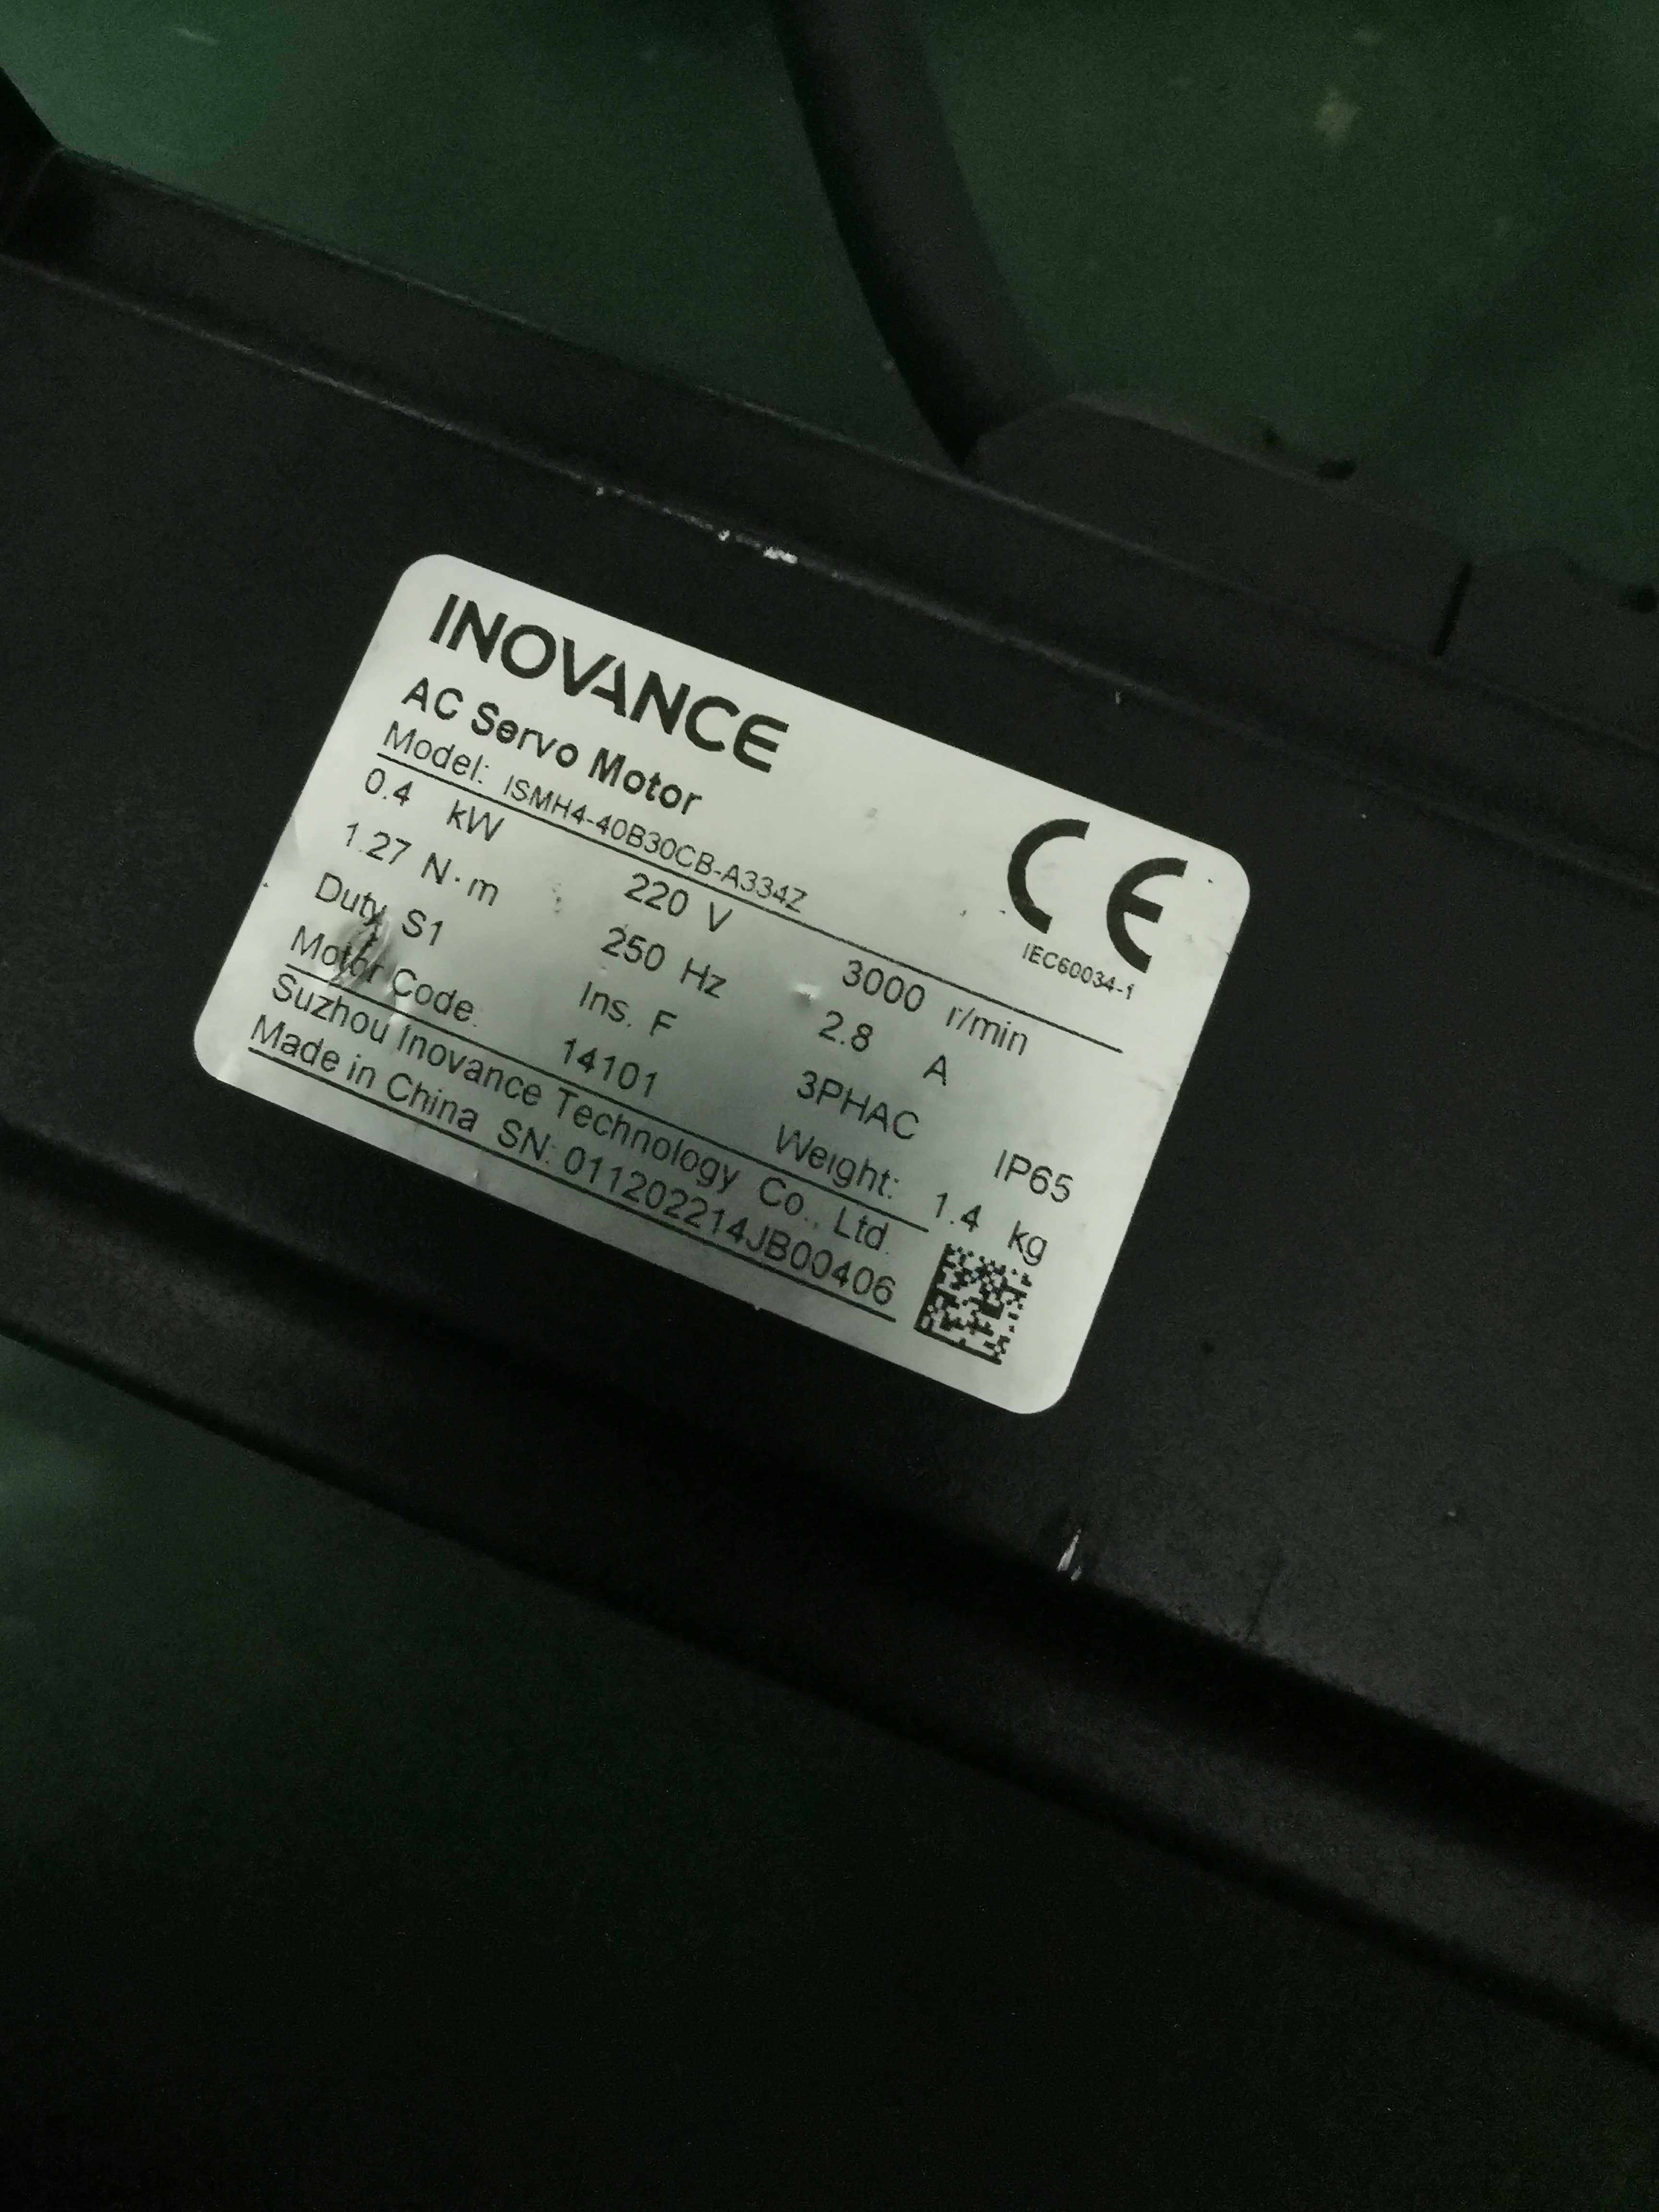 INOVANCE
AC Servo Motor
CE
IEC60034-1
Model: ISMH4-40B30CB-A334Z
0.4 kW 220 V 3000 r/min
1.27 N·m 250 Hz 2.8 A
Duty S1 Ins. F 3PHAC IP65
Motor Code: 14101 Weight: 1.4 kg
Suzhou Inovance Technology Co., Ltd.
Made in China SN: 011202214JB00406